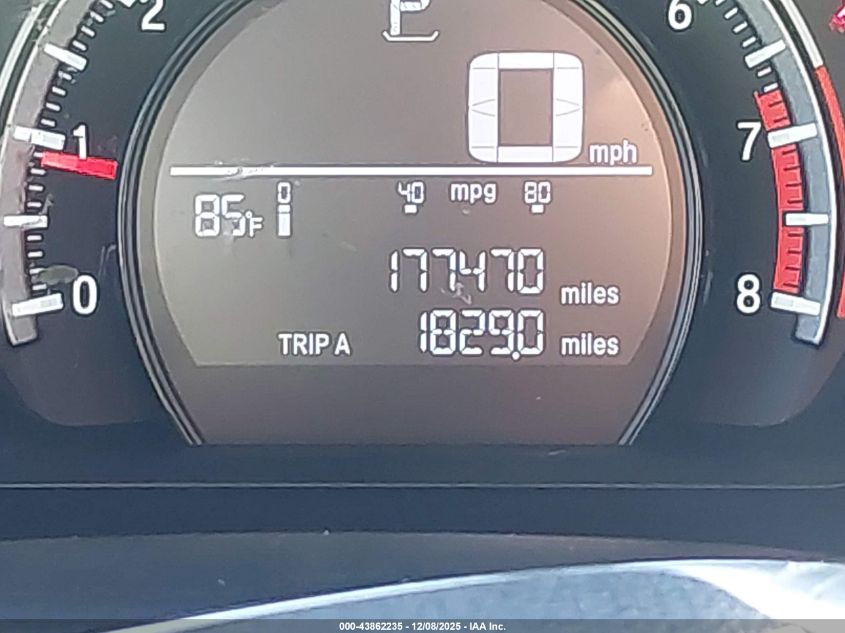 P
2 6
0 mph
1 7
0 40 mpg 80
85°F
177470 miles
0 8
TRIP A 1829.0 miles
000-43862235 - 12/08/2025 - IAA Inc.